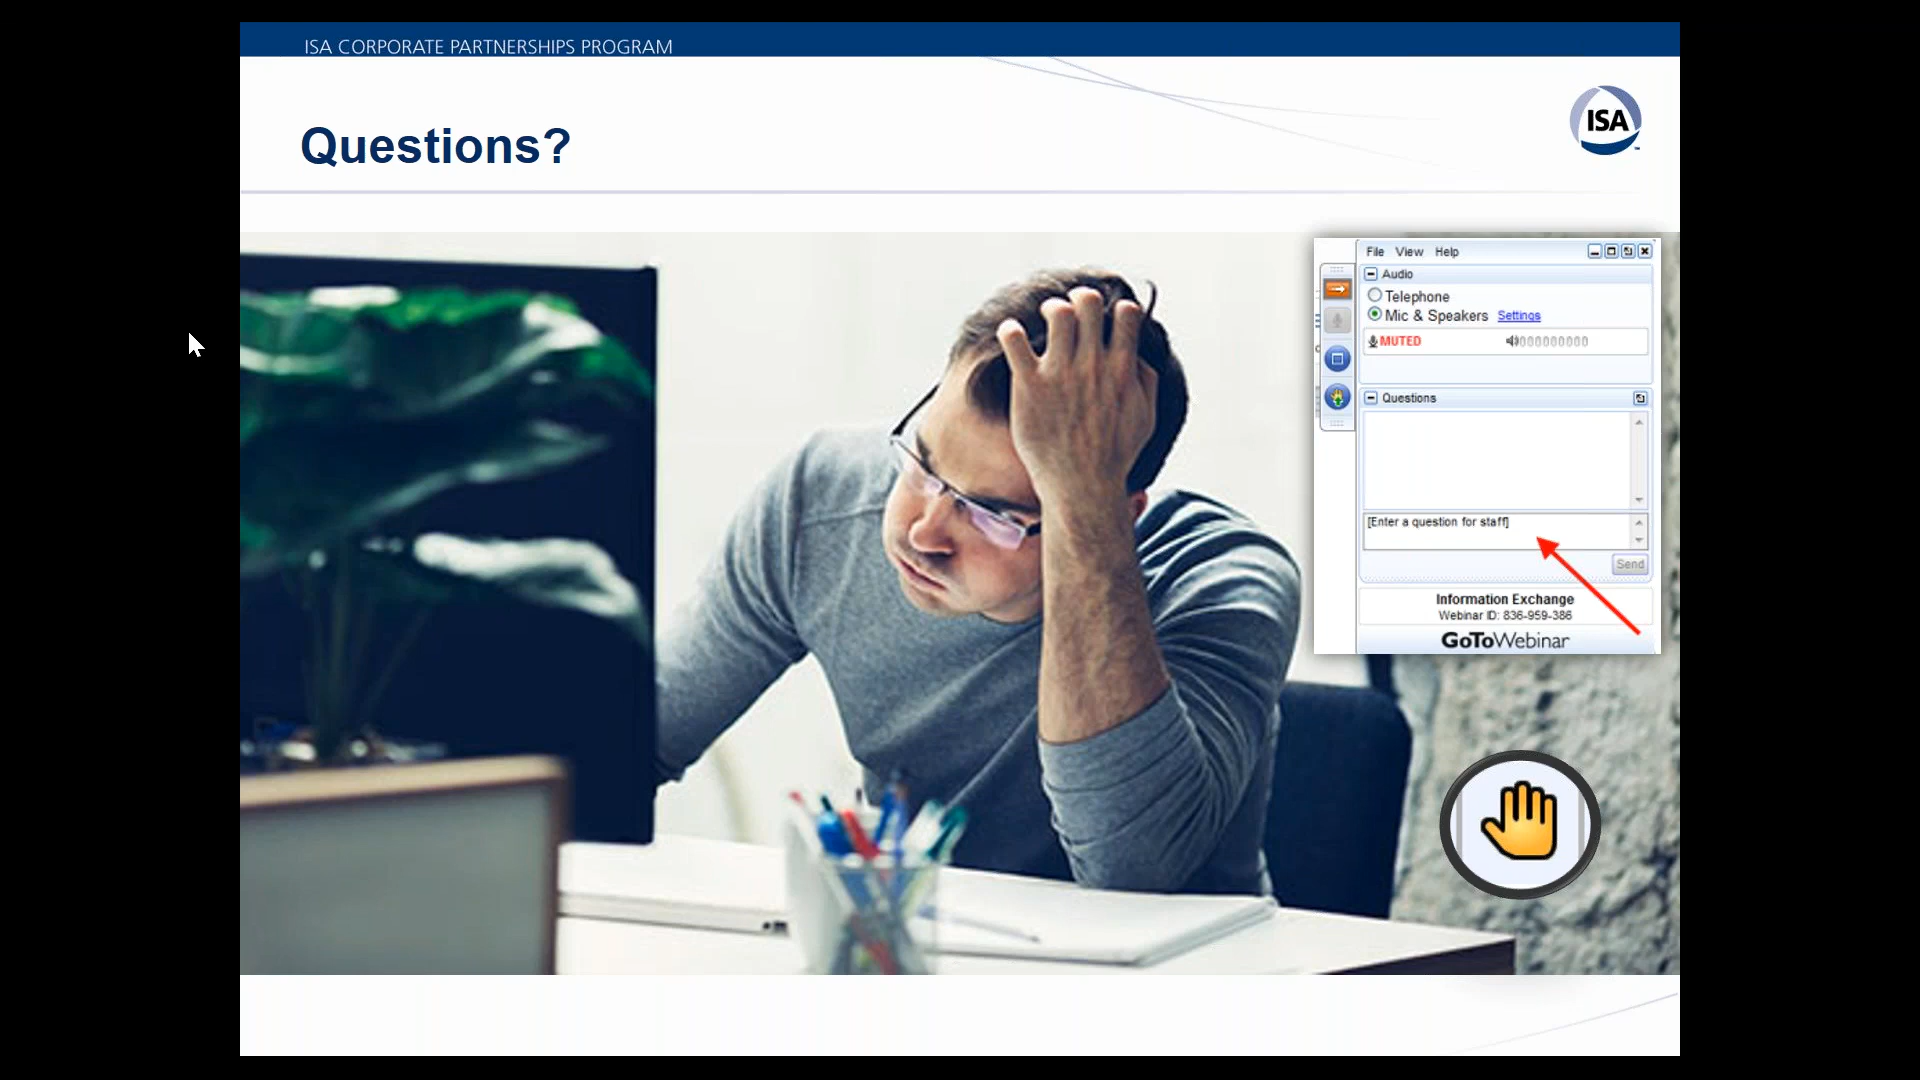 ISA CORPORATE PARTNERSHIPS PROGRAM
ISA
Questions?
File View Help
Audio
Telephone
Mic & Speakers Settings
MUTED
Questions
[Enter a question for staff]
Send
Information Exchange
Webinar ID: 836-959-386
GoToWebinar